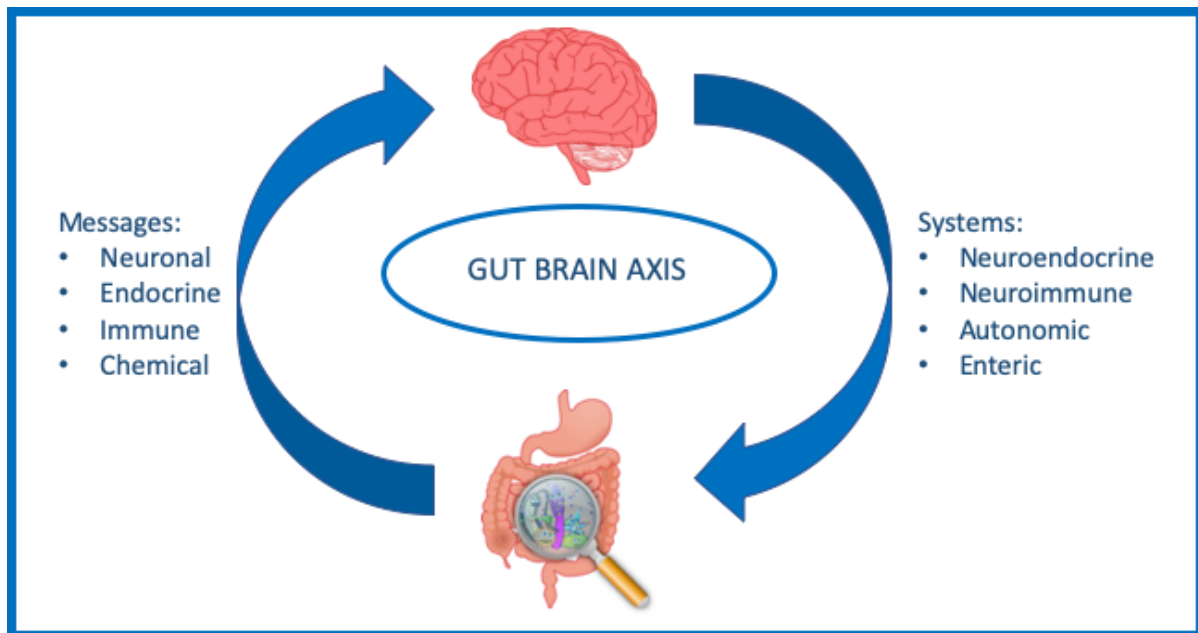 Messages:
• Neuronal
• Endocrine
• Immune
• Chemical
GUT BRAIN AXIS
Systems:
• Neuroendocrine
• Neuroimmune
• Autonomic
• Enteric